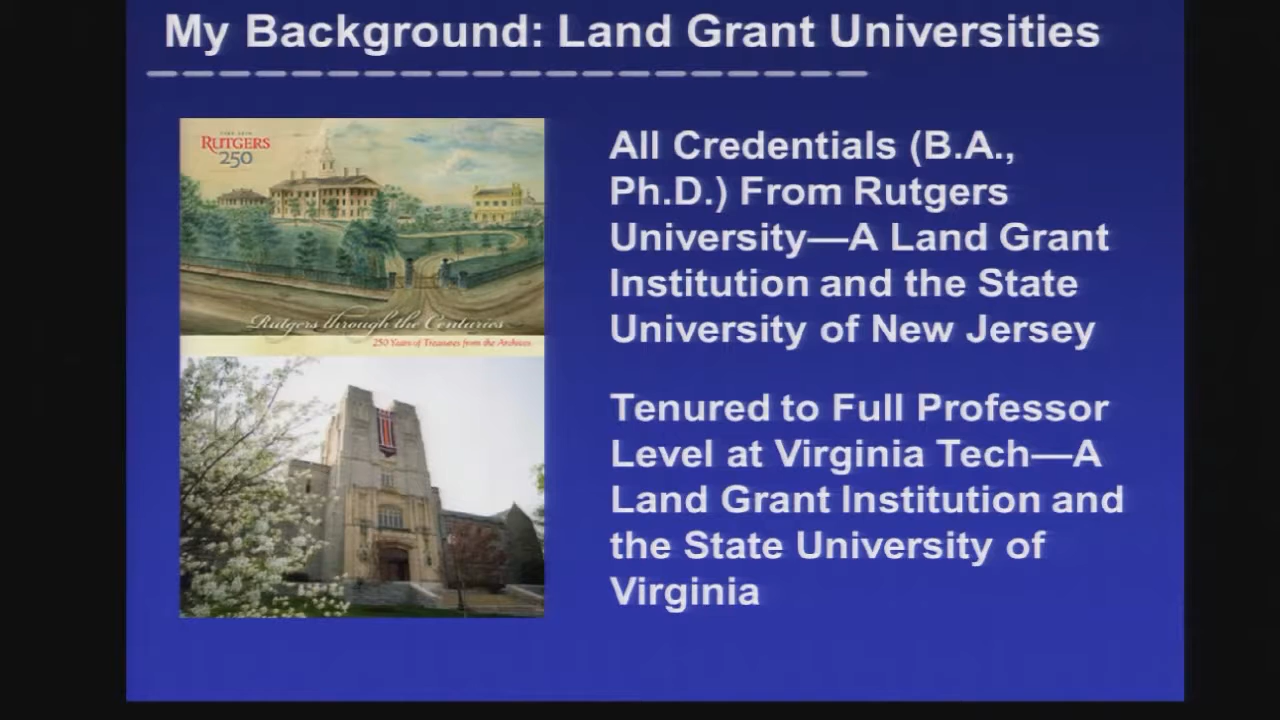 My Background: Land Grant Universities
RUTGERS
250
Rutgers through the Centuries
250 Years of Treasures from the Archives
All Credentials (B.A.,
Ph.D.) From Rutgers
University—A Land Grant
Institution and the State
University of New Jersey
Tenured to Full Professor
Level at Virginia Tech—A
Land Grant Institution and
the State University of
Virginia